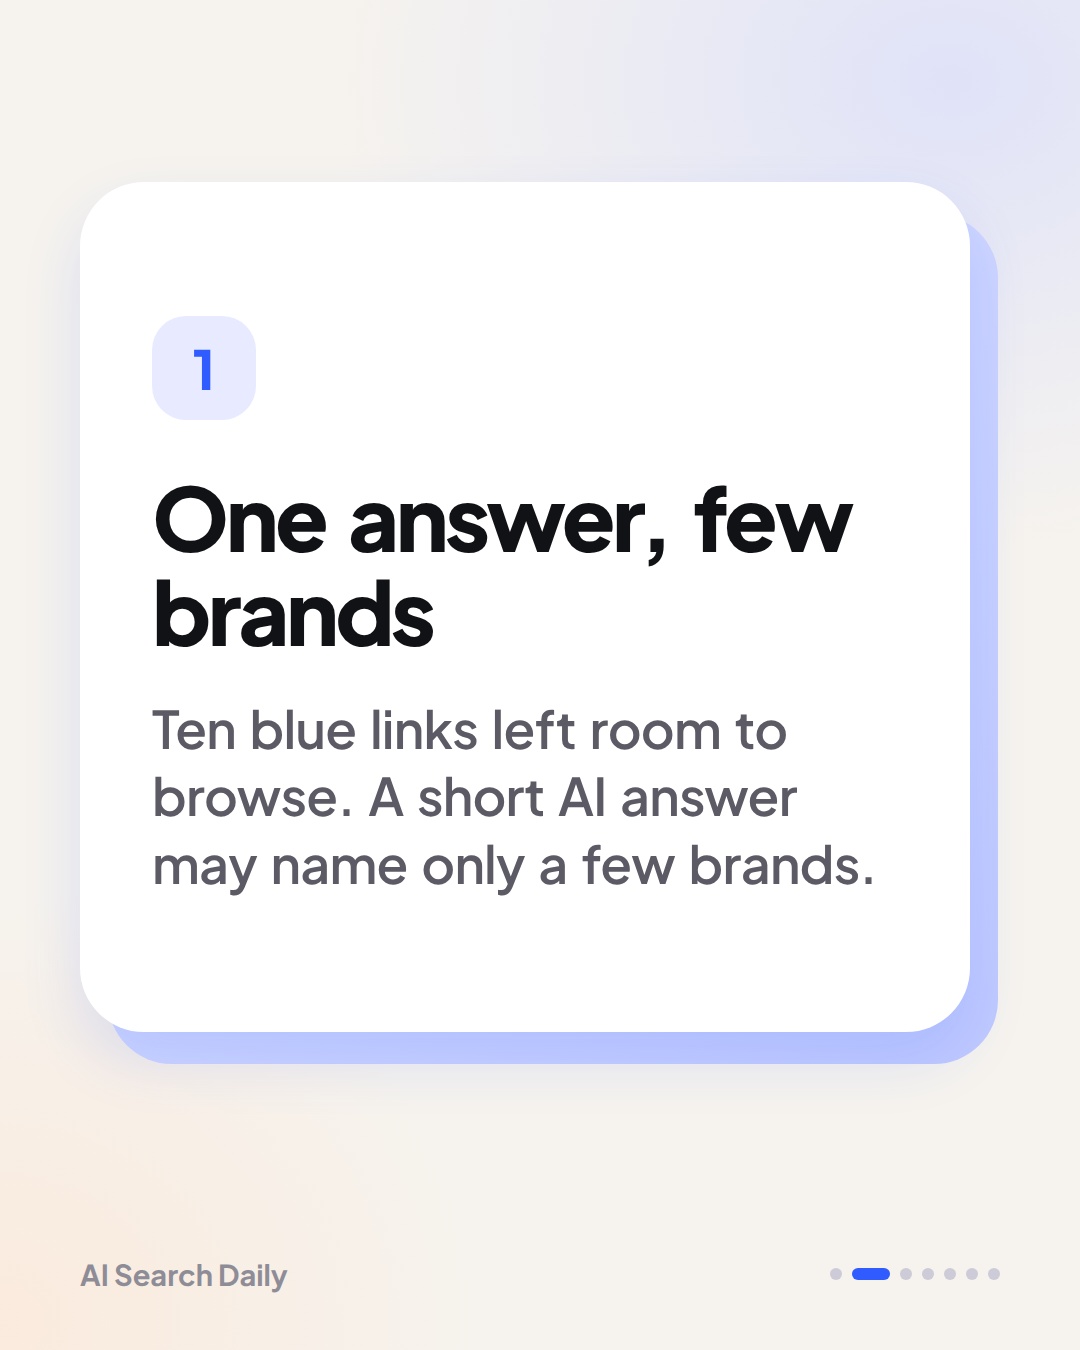 1
One answer, few
brands
Ten blue links left room to
browse. A short AI answer
may name only a few brands.
AI Search Daily